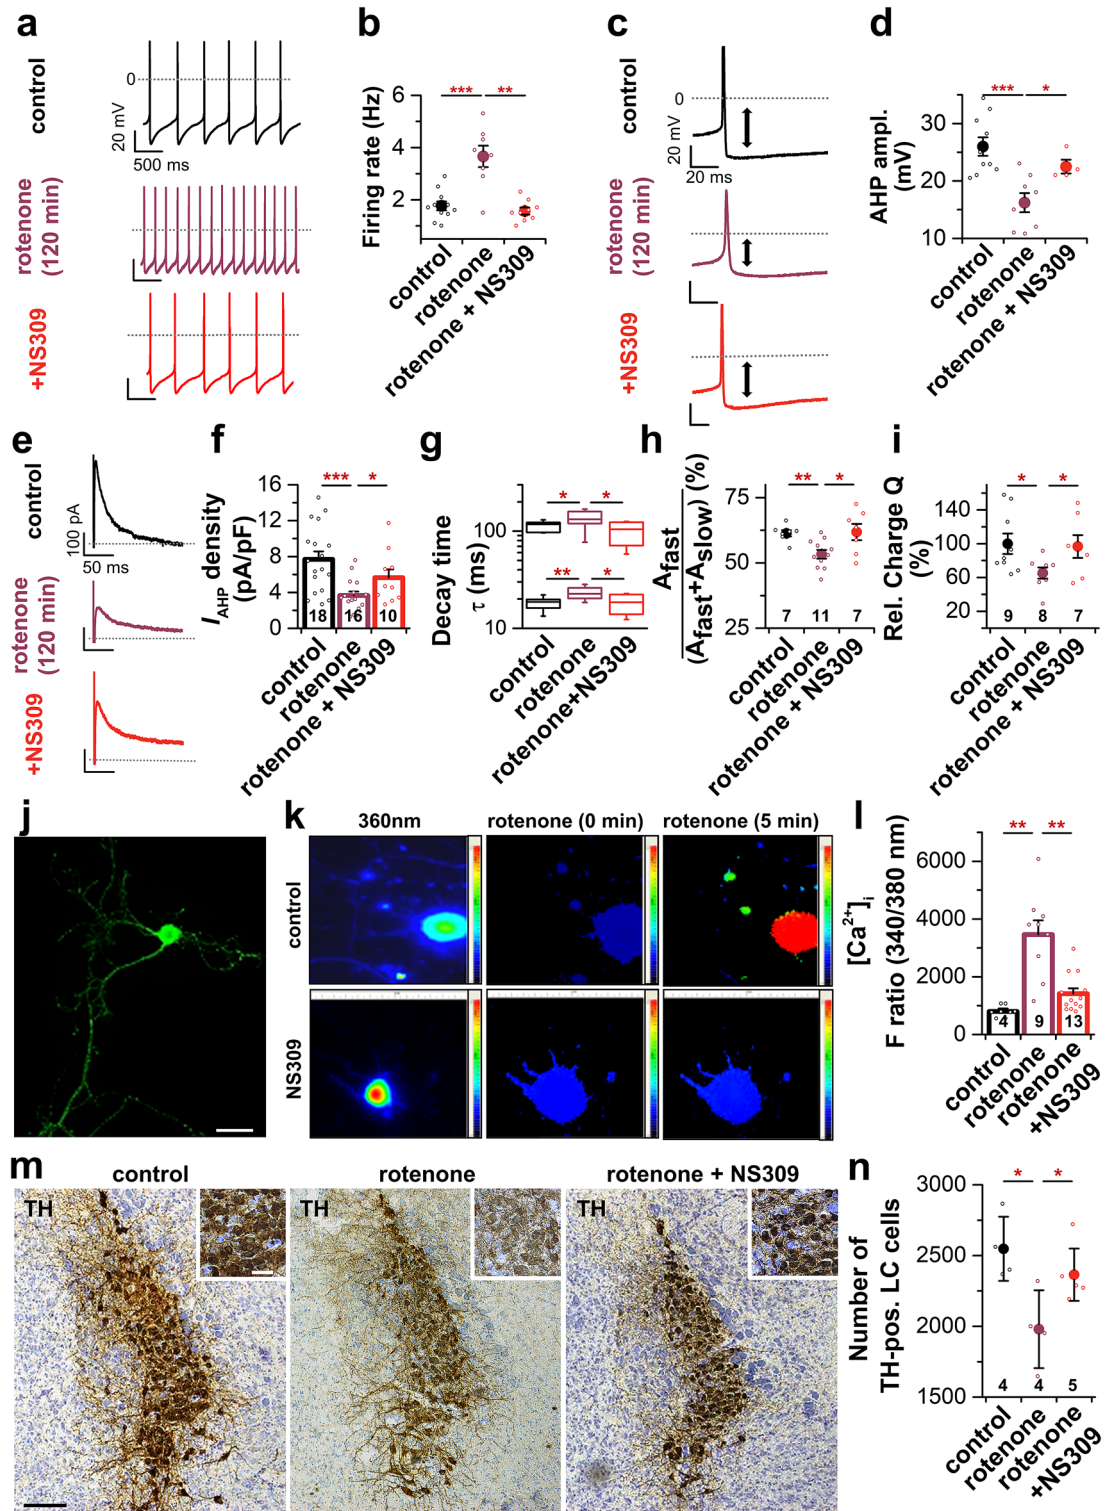 a
control
0
20 mV
500 ms
rotenone
(120 min)
+NS309
b
Firing rate (Hz)
6
4
2
***
**
control
rotenone
rotenone + NS309
c
control
0
20 mV
20 ms
rotenone
(120 min)
+NS309
d
AHP ampl.
(mV)
30
20
10
***
*
control
rotenone
rotenone + NS309
e
control
100 pA
50 ms
rotenone
(120 min)
+NS309
f
IAHP density
(pA/pF)
16
12
8
4
0
***
*
18
16
10
control
rotenone
rotenone + NS309
g
Decay time
τ (ms)
100
10
*
*
**
*
control
rotenone
rotenone+NS309
h
Afast
(Afast+Aslow) (%)
75
50
25
**
*
7
11
7
control
rotenone
rotenone + NS309
i
Rel. Charge Q
(%)
140
100
60
20
*
*
9
8
7
control
rotenone
rotenone + NS309
j
k
360nm
rotenone (0 min)
rotenone (5 min)
control
NS309
l
[Ca2+]i
F ratio (340/380 nm)
6000
4000
2000
0
**
**
4
9
13
control
rotenone
rotenone
+NS309
m
control
rotenone
rotenone + NS309
TH
TH
TH
n
Number of
TH-pos. LC cells
3000
2500
2000
1500
*
*
4
4
5
control
rotenone
rotenone
+NS309